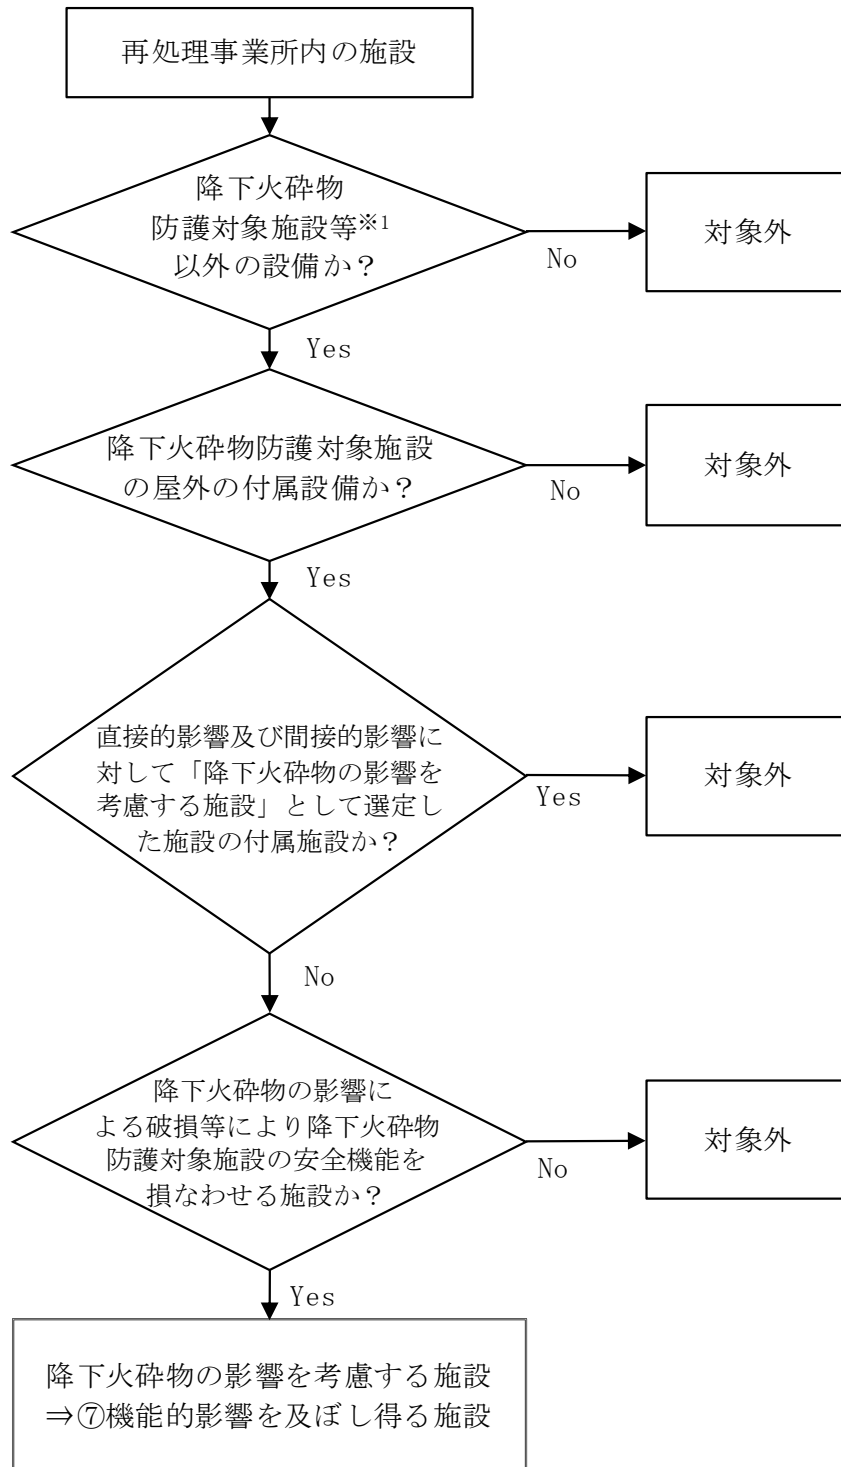 再処理事業所内の施設
降下火砕物
防護対象施設等※1
以外の設備か？
No
対象外
Yes
降下火砕物防護対象施設
の屋外の付属設備か？
No
対象外
Yes
直接的影響及び間接的影響に
対して「降下火砕物の影響を
考慮する施設」として選定し
た施設の付属施設か？
Yes
対象外
No
降下火砕物の影響に
よる破損等により降下火砕物
防護対象施設の安全機能を
損なわせる施設か？
No
対象外
Yes
降下火砕物の影響を考慮する施設
⇒⑦機能的影響を及ぼし得る施設